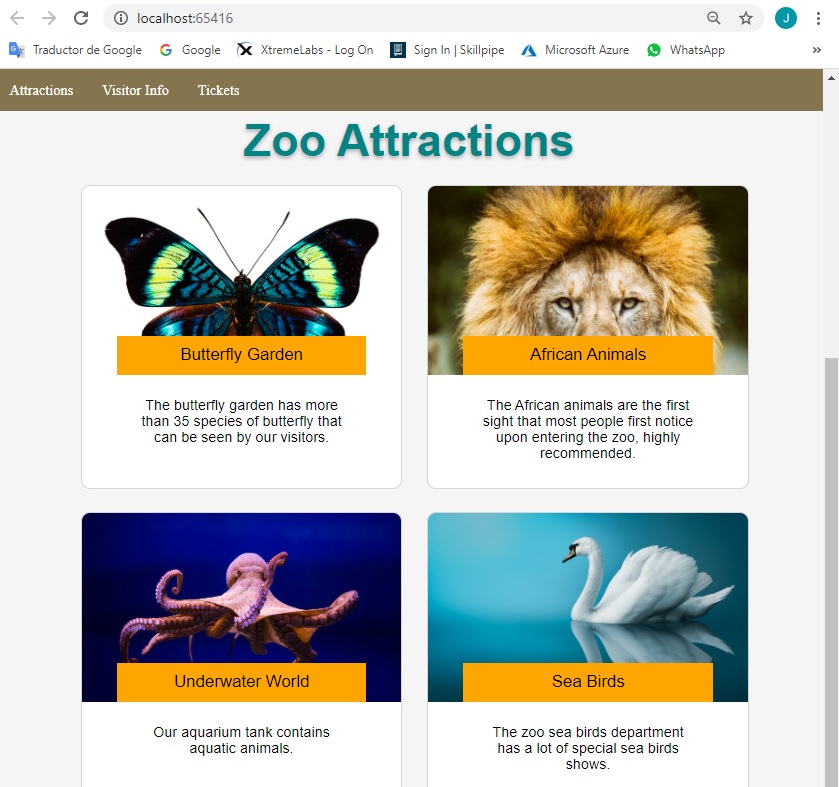 localhost:65416
J
Traductor de Google
Google
XtremeLabs - Log On
Sign In | Skillpipe
Microsoft Azure
WhatsApp
»
Attractions
Visitor Info
Tickets
Zoo Attractions
Butterfly Garden
The butterfly garden has more
than 35 species of butterfly that
can be seen by our visitors.
African Animals
The African animals are the first
sight that most people first notice
upon entering the zoo, highly
recommended.
Underwater World
Our aquarium tank contains
aquatic animals.
Sea Birds
The zoo sea birds department
has a lot of special sea birds
shows.